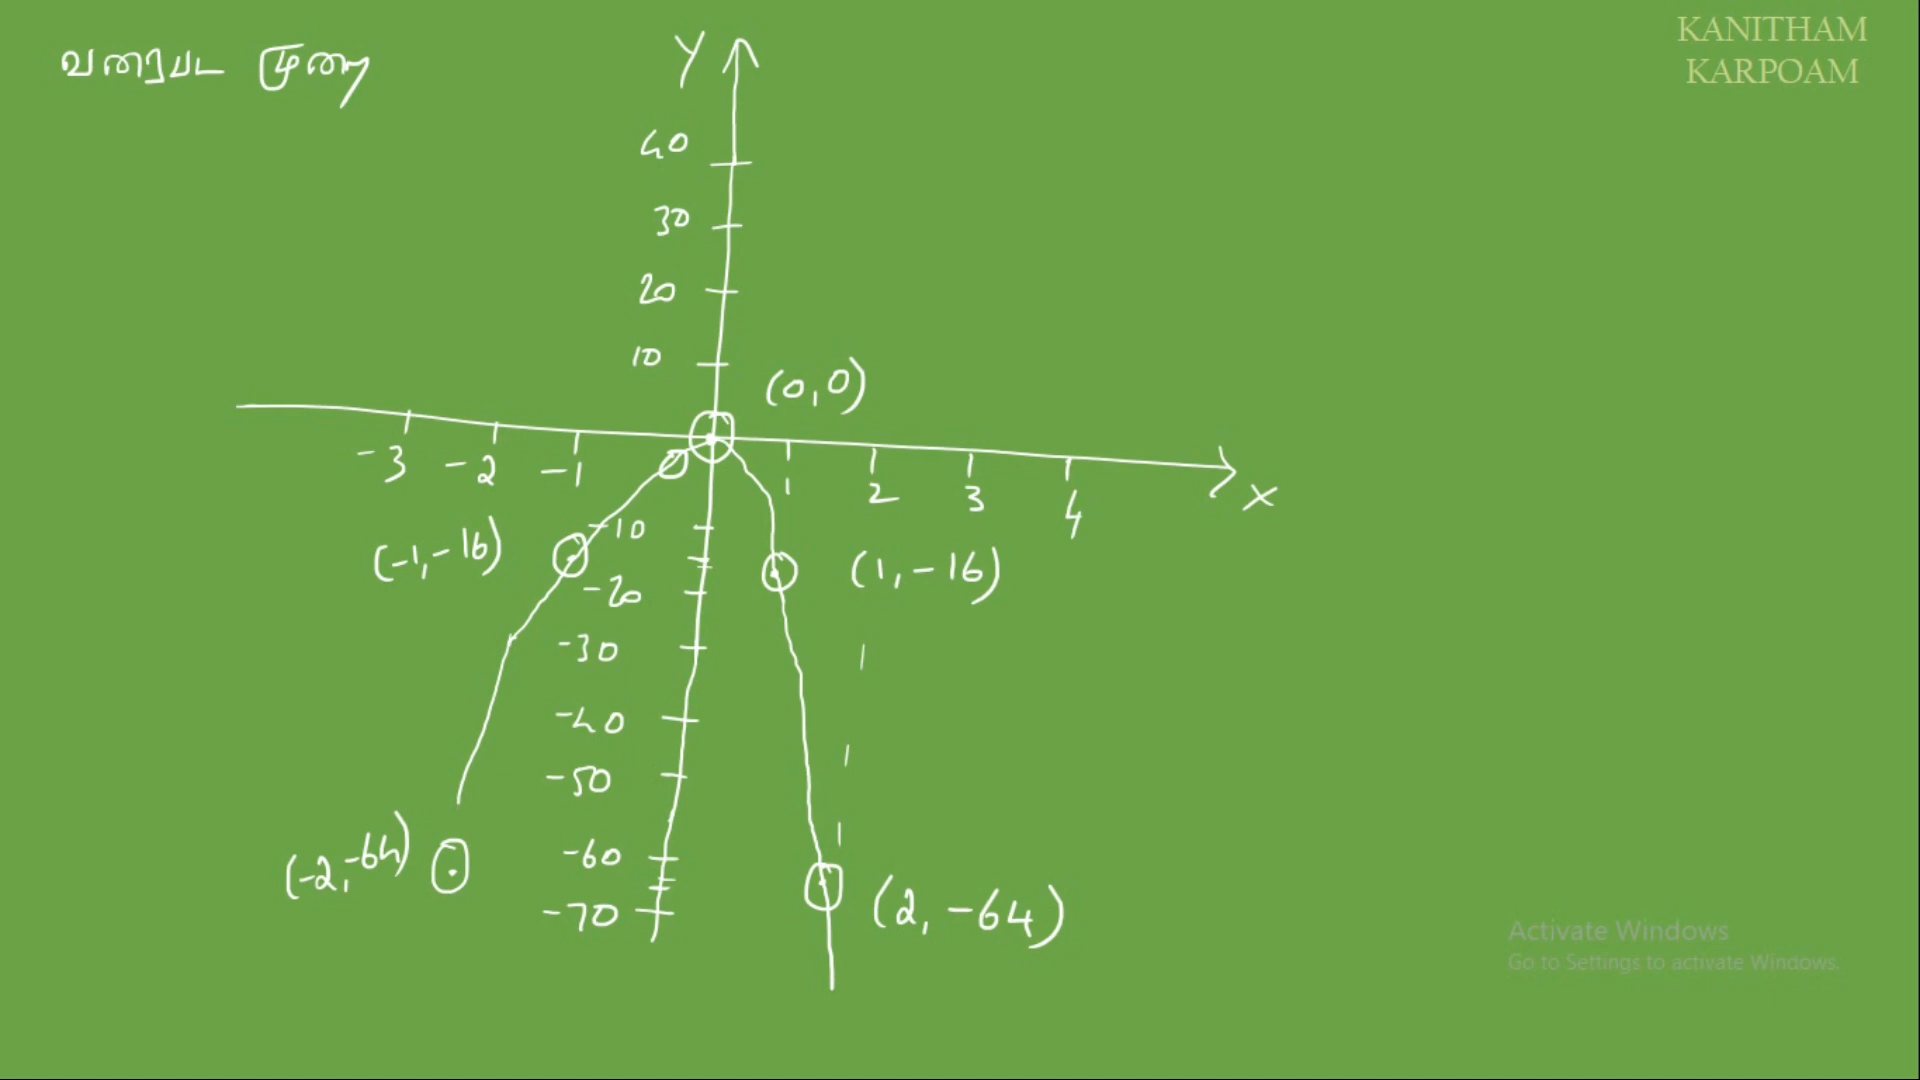 வரைபட முறை
KANITHAM
KARPOAM
Y
40
30
20
10
(0,0)
-3 -2 -1 1 2 3 4 X
-10
(-1,-16) (1,-16)
-20
-30
-40
-50
-60
(-2,-64)
-70 (2,-64)
Activate Windows
Go to Settings to activate Windows.